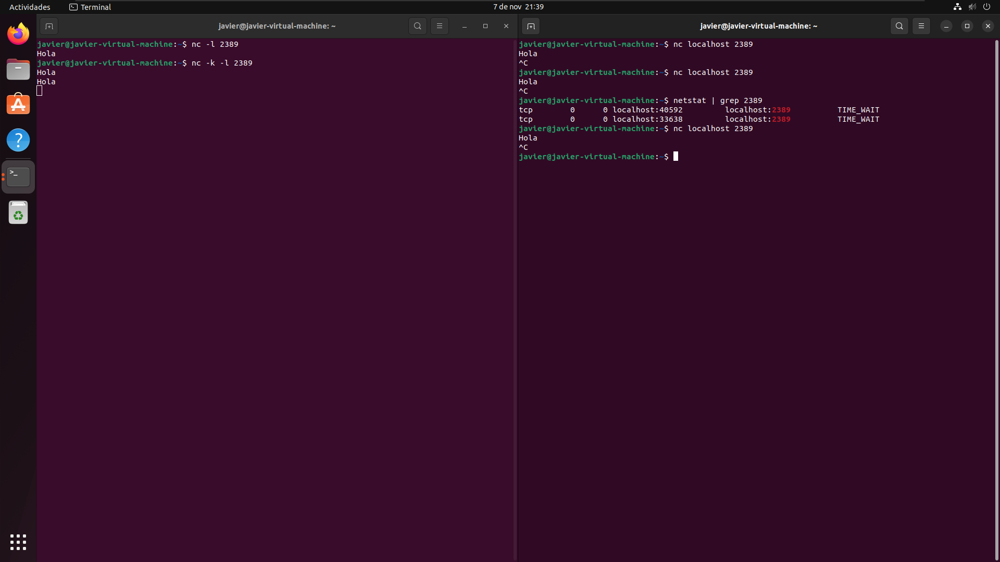 Actividades Terminal 7 de nov 21:39
javier@javier-virtual-machine: ~
javier@javier-virtual-machine:~$ nc -l 2389
Hola
javier@javier-virtual-machine:~$ nc -k -l 2389
Hola
Hola
javier@javier-virtual-machine: ~
javier@javier-virtual-machine:~$ nc localhost 2389
Hola
^C
javier@javier-virtual-machine:~$ nc localhost 2389
Hola
^C
javier@javier-virtual-machine:~$ netstat | grep 2389
tcp        0      0 localhost:40592         localhost:2389          TIME_WAIT
tcp        0      0 localhost:33638         localhost:2389          TIME_WAIT
javier@javier-virtual-machine:~$ nc localhost 2389
Hola
^C
javier@javier-virtual-machine:~$